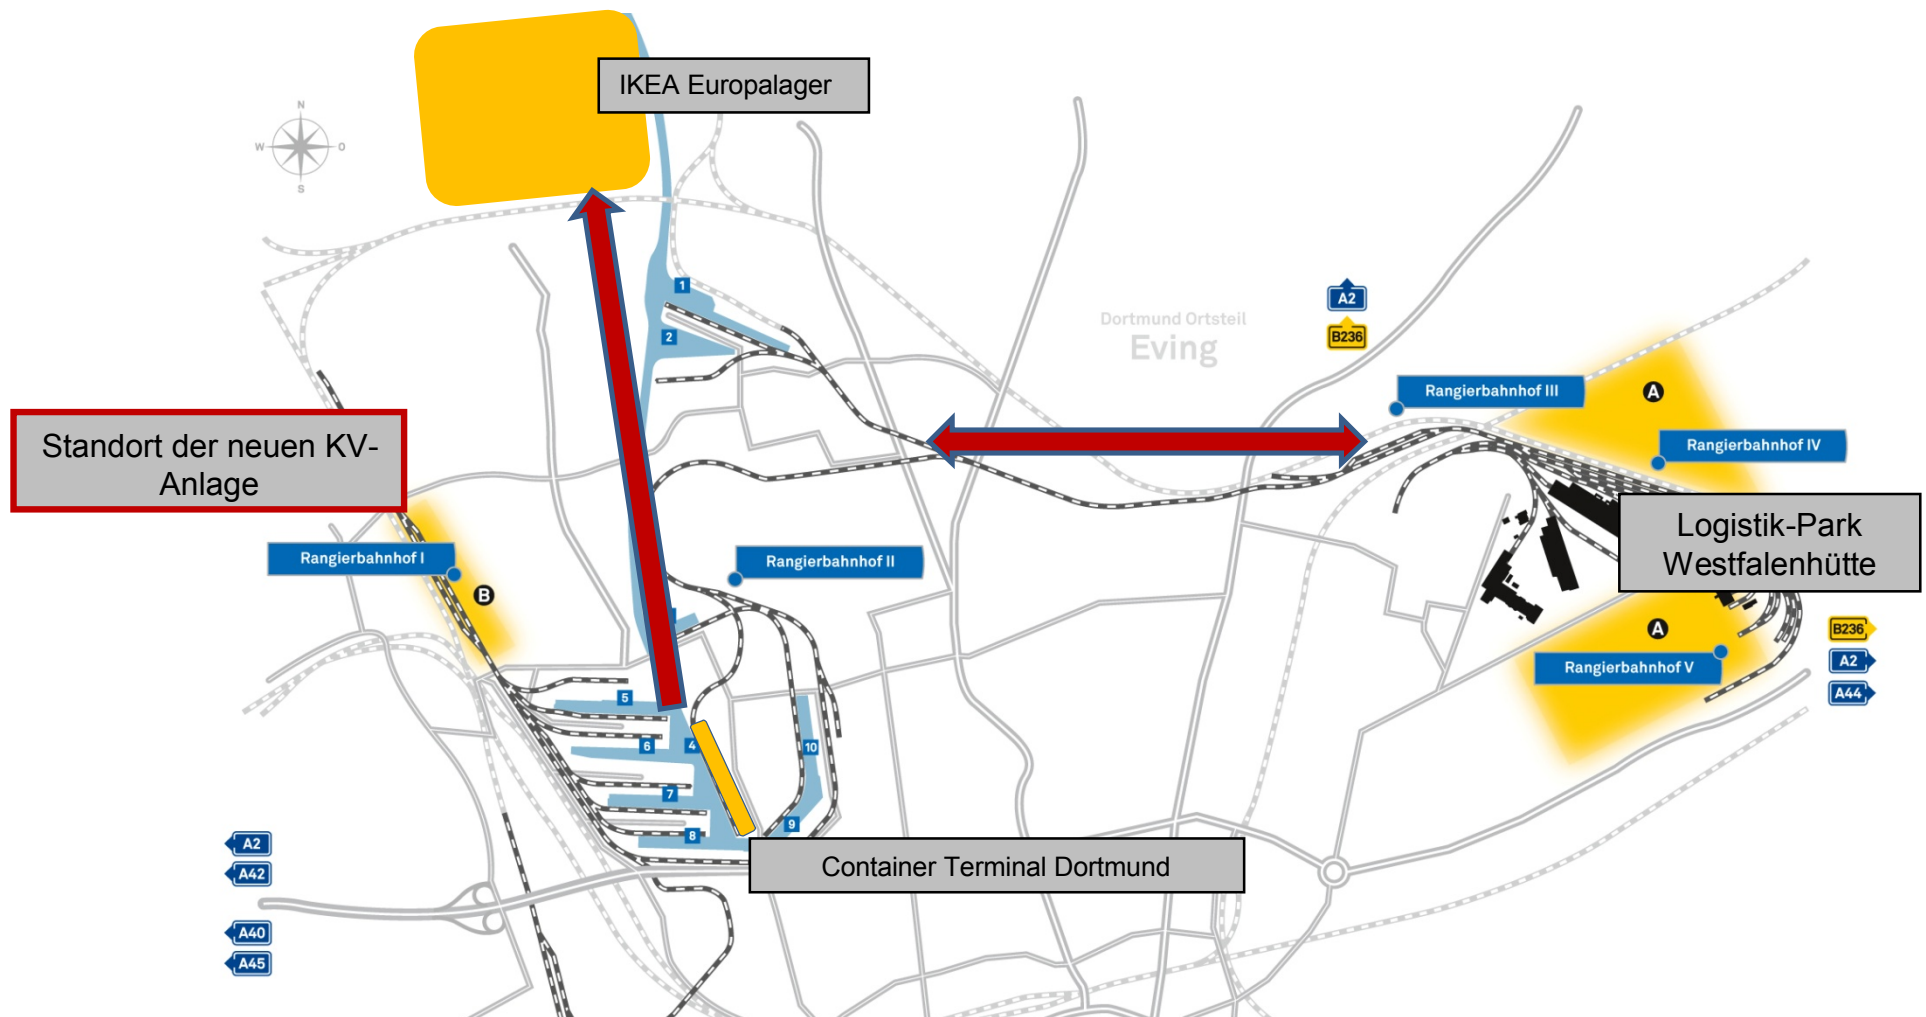 IKEA Europalager
N
W
O
S
1
A2
Dortmund Ortsteil
Eving
2
B236
Rangierbahnhof III
A
Standort der neuen KV-
Anlage
Rangierbahnhof IV
Logistik-Park
Westfalenhütte
Rangierbahnhof I
Rangierbahnhof II
B
A
B236
Rangierbahnhof V
A2
A44
5
6
4
10
7
9
8
A2
A42
Container Terminal Dortmund
A40
A45